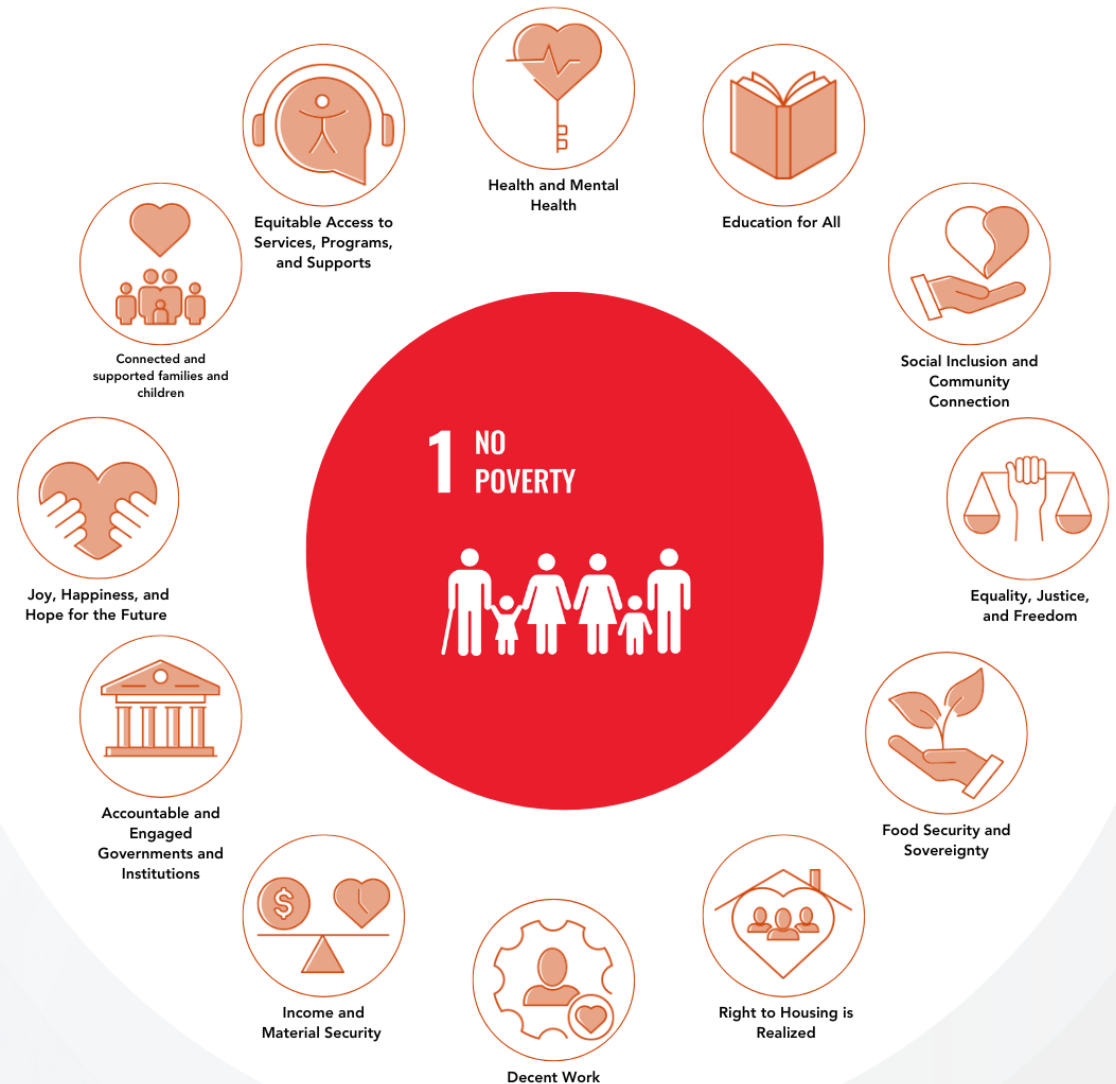 Health and Mental
Health
Education for All
Social Inclusion and
Community
Connection
Equality, Justice,
and Freedom
Food Security and
Sovereignty
Right to Housing is
Realized
Decent Work
$
Income and
Material Security
Accountable and
Engaged
Governments and
Institutions
Joy, Happiness, and
Hope for the Future
Connected and
supported families and
children
Equitable Access to
Services, Programs,
and Supports
1 NO
POVERTY